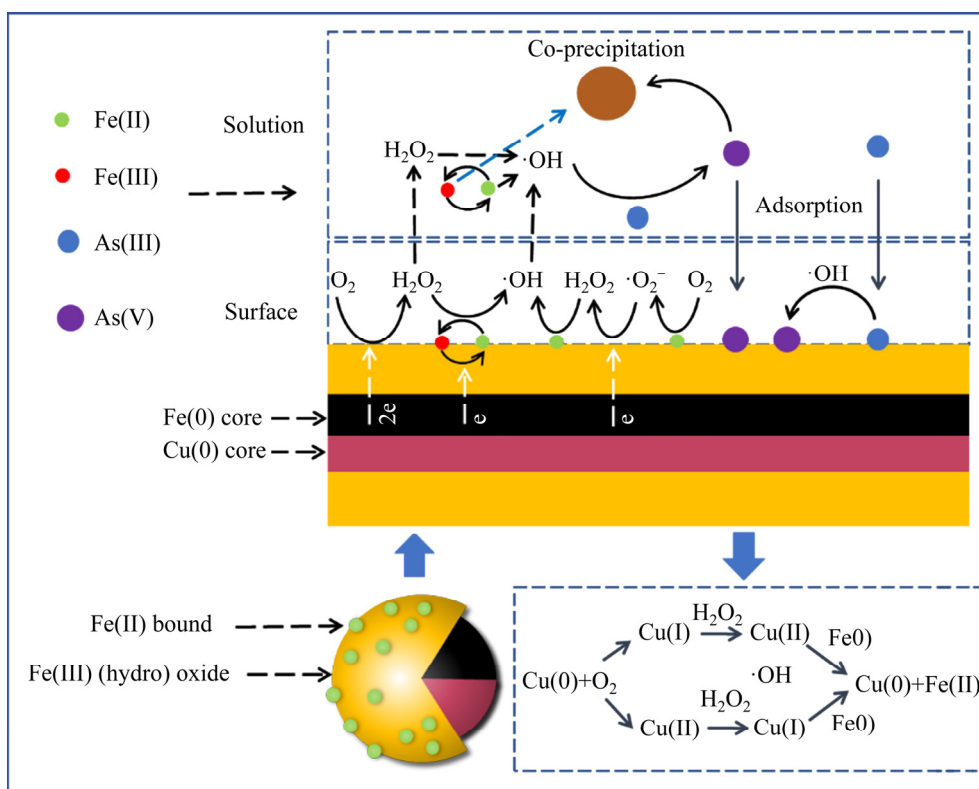 Co-precipitation
Fe(II)
Solution
H₂O₂
·OH
Fe(III)
Adsorption
As(III)
·OH
O₂
H₂O₂
·OH
H₂O₂
·O₂⁻
O₂
Surface
As(V)
Fe(0) core
2e
e
e
Cu(0) core
Fe(II) bound
Fe(III) (hydro) oxide
Cu(I)
H₂O₂
Cu(II)
Fe0)
Cu(0)+O₂
·OH
Cu(0)+Fe(II)
Cu(II)
H₂O₂
Cu(I)
Fe0)